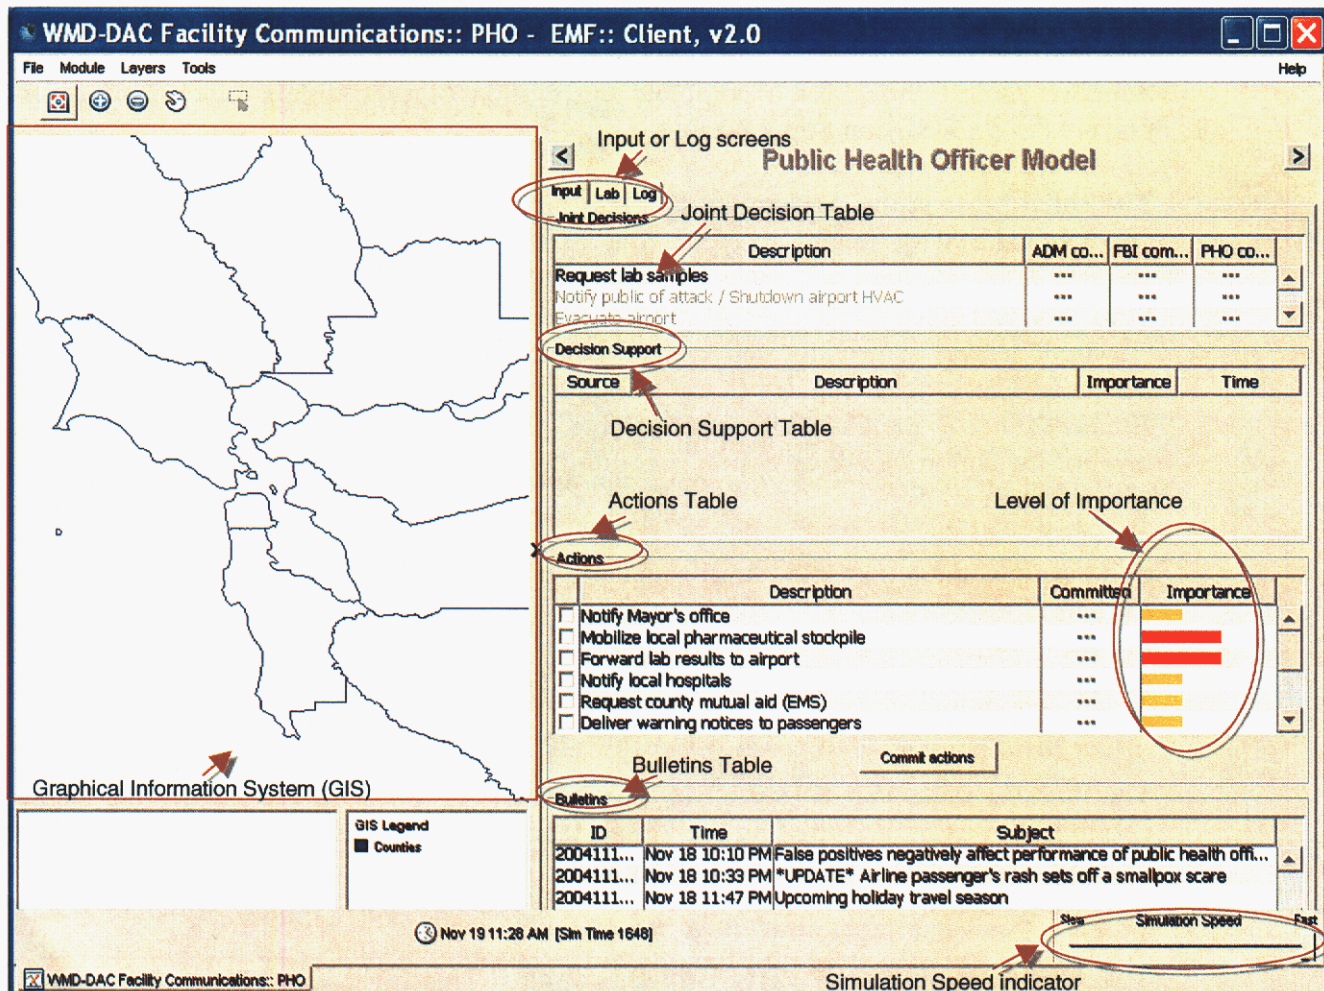 WMD-DAC Facility Communications:: PHO - EMF:: Client, v2.0
File Module Layers Tools Help
Input or Log screens
Public Health Officer Model
Input Lab Log
Joint Decisions
Joint Decision Table
Description ADM co... FBI com... PHO co...
Request lab samples *** *** ***
Notify public of attack / Shutdown airport HVAC *** *** ***
Evacuate airport *** *** ***
Decision Support
Source Description Importance Time
Decision Support Table
Actions Table
Level of Importance
Actions
Description Committed Importance
Notify Mayor's office ***
Mobilize local pharmaceutical stockpile ***
Forward lab results to airport ***
Notify local hospitals ***
Request county mutual aid (EMS) ***
Deliver warning notices to passengers ***
Commit actions
Graphical Information System (GIS)
Bulletins Table
Bulletins
GIS Legend
Counties
ID Time Subject
2004111... Nov 18 10:10 PM False positives negatively affect performance of public health offi...
2004111... Nov 18 10:33 PM *UPDATE* Airline passenger's rash sets off a smallpox scare
2004111... Nov 18 11:47 PM Upcoming holiday travel season
Slow Simulation Speed Fast
Nov 19 11:28 AM [Sim Time 1648]
WMD-DAC Facility Communications:: PHO
Simulation Speed indicator